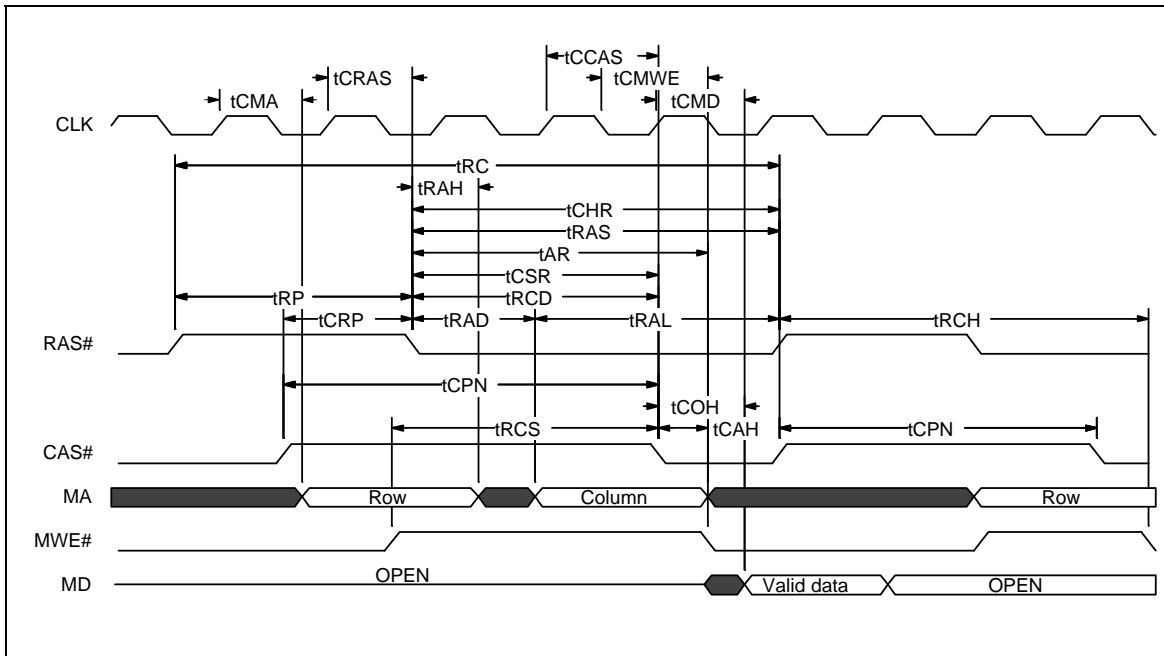 tCCAS
tCRAS
tCMWE
tCMA
tCMD
CLK
tRC
tRAH
tCHR
tRAS
tAR
tCSR
tRP
tRCD
tCRP
tRAD
tRAL
tRCH
RAS#
tCPN
tCOH
tRCS
tCAH
tCPN
CAS#
MA
Row
Column
Row
MWE#
OPEN
MD
Valid data
OPEN